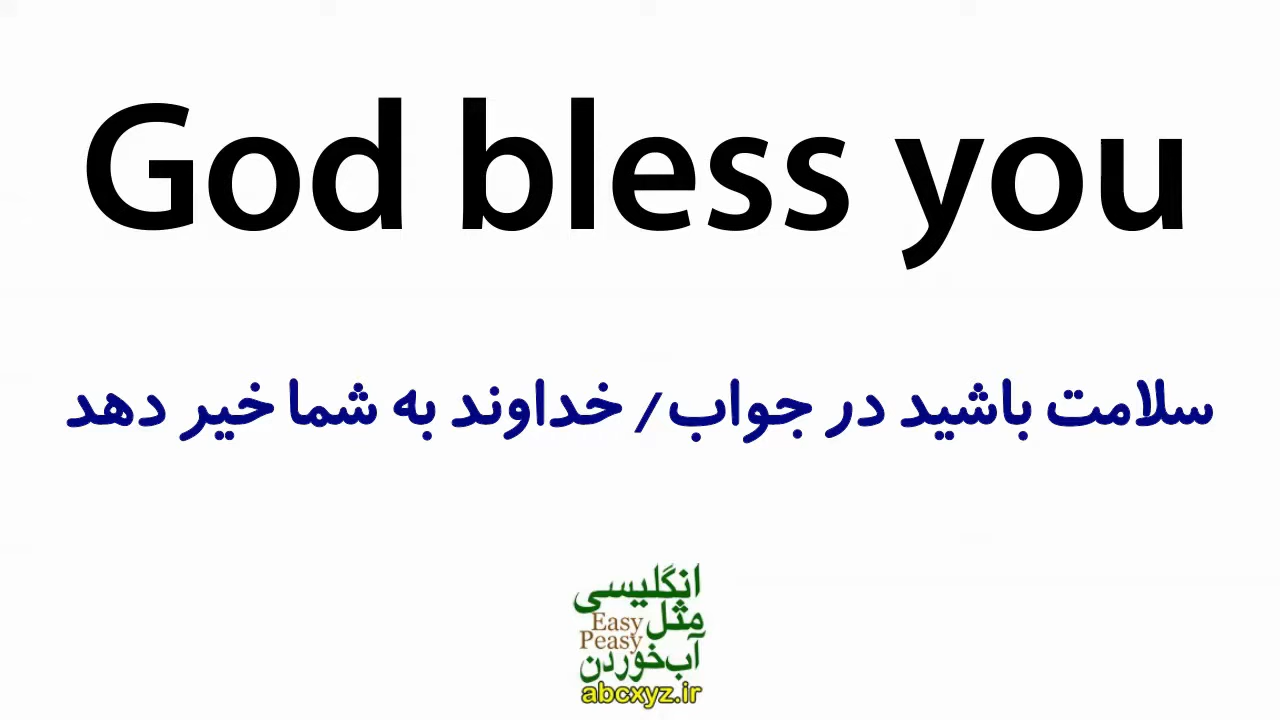 God bless you
سلامت باشید در جواب/ خداوند به شما خیر دهد
انگلیسی
مثل
Easy
Peasy
آب خوردن
abcxyz.ir